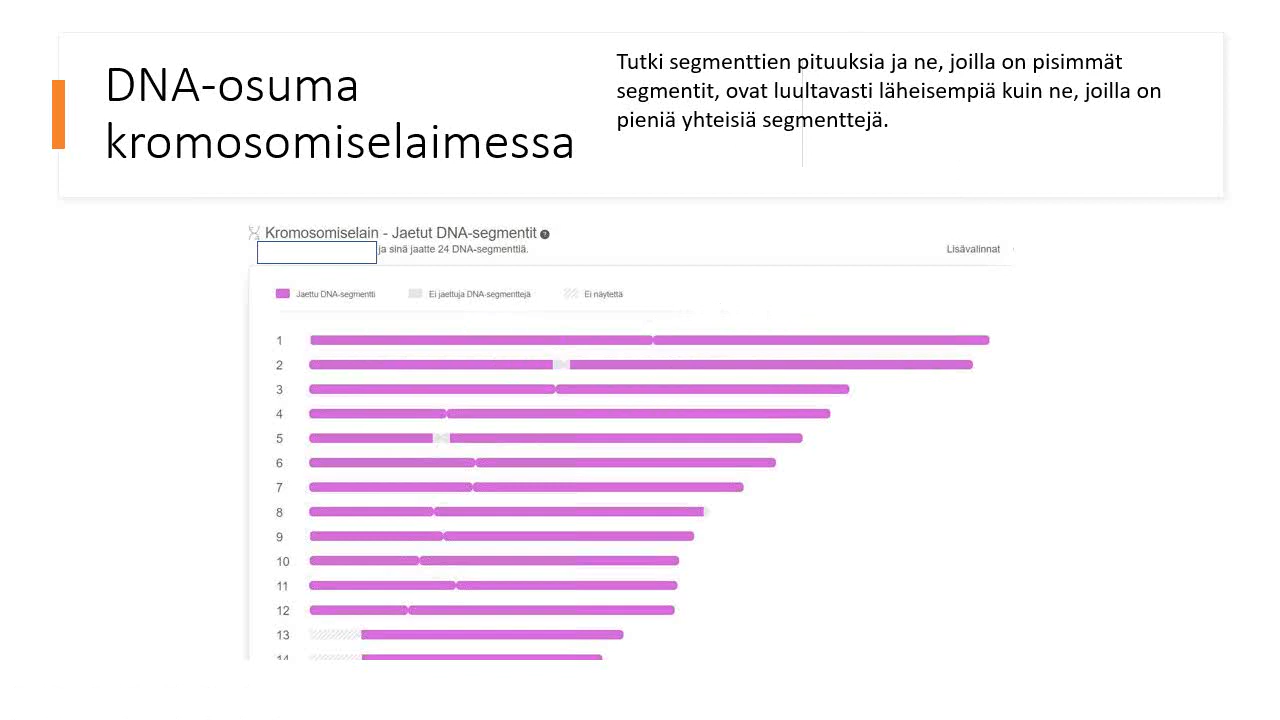 DNA-osuma
kromosomiselaimessa
Tutki segmenttien pituuksia ja ne, joilla on pisimmät
segmentit, ovat luultavasti läheisempiä kuin ne, joilla on
pieniä yhteisiä segmenttejä.
Kromosomiselain - Jaetut DNA-segmentit ?
ja sinä jaatte 24 DNA-segmenttiä.
Lisävalinnat
Jaettu DNA-segmentti
Ei jaettuja DNA-segmenttejä
Ei näytettä
1
2
3
4
5
6
7
8
9
10
11
12
13
14